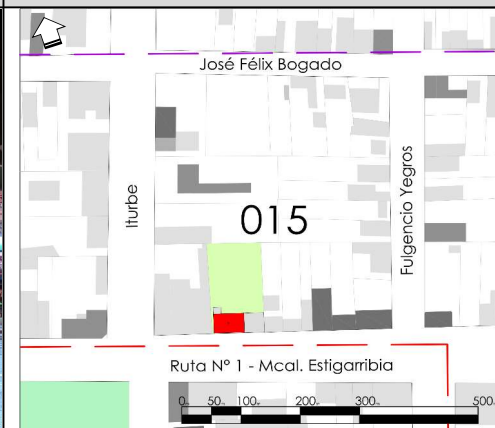 José Félix Bogado
Iturbe
Fulgencio Yegros
015
Ruta N° 1 - Mcal. Estigarribia
0 50 100 200 300 500